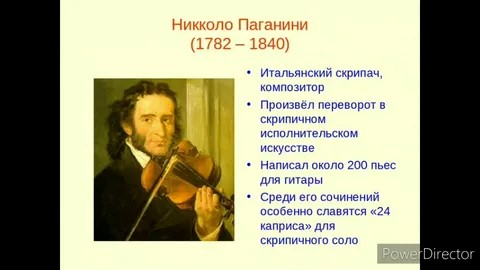 Никколо Паганини
(1782 – 1840)
• Итальянский скрипач,
композитор
• Произвёл переворот в
скрипичном
исполнительском
искусстве
• Написал около 200 пьес
для гитары
• Среди его сочинений
особенно славятся «24
каприса» для
скрипичного соло
PowerDirector